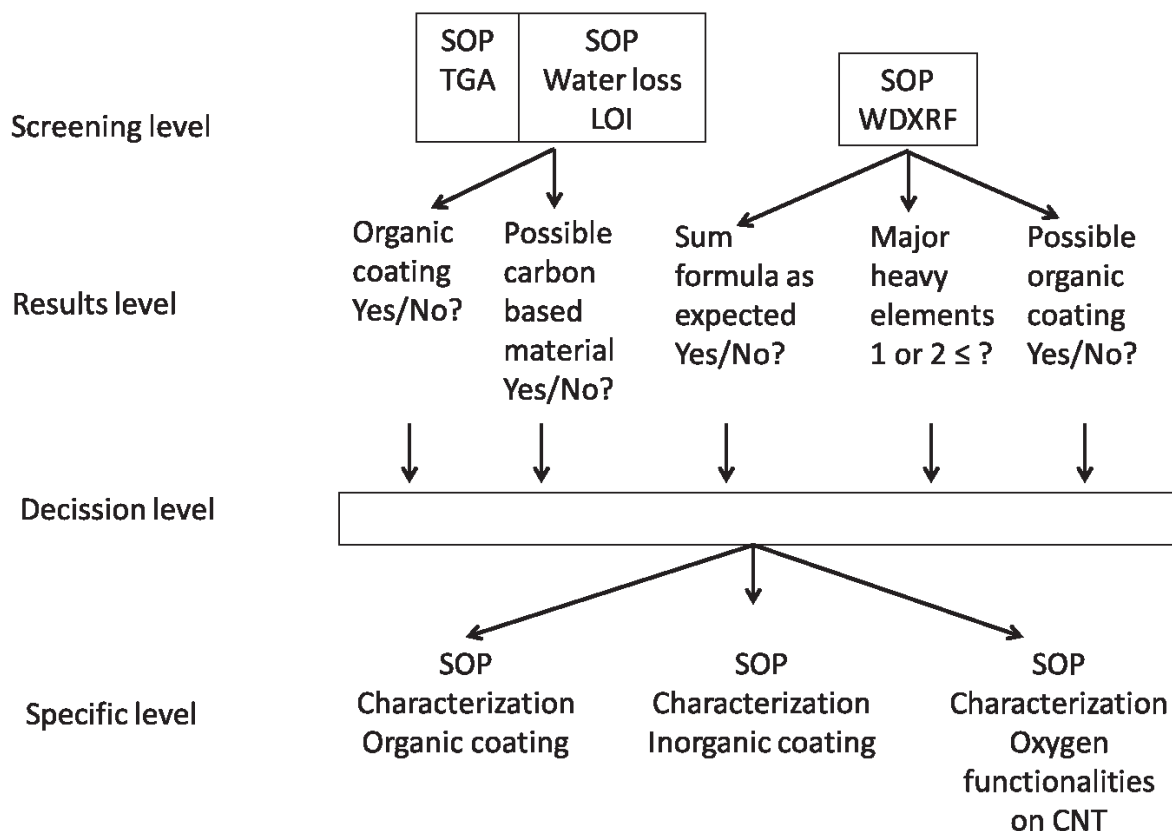 Screening level
SOP
TGA
SOP
Water loss
LOI
SOP
WDXRF
Results level
Organic
coating
Yes/No?
Possible
carbon
based
material
Yes/No?
Sum
formula as
expected
Yes/No?
Major
heavy
elements
1 or 2 ≤ ?
Possible
organic
coating
Yes/No?
Decission level
Specific level
SOP
Characterization
Organic coating
SOP
Characterization
Inorganic coating
SOP
Characterization
Oxygen
functionalities
on CNT